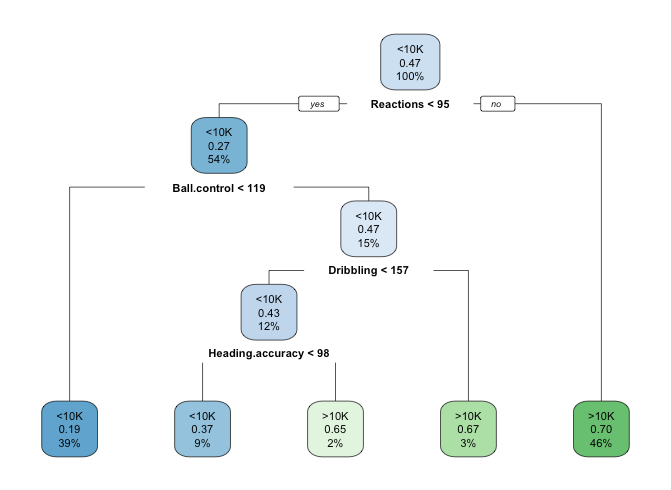 <10K
0.47
100%
yes
Reactions < 95
no
<10K
0.27
54%
Ball.control < 119
<10K
0.47
15%
Dribbling < 157
<10K
0.43
12%
Heading.accuracy < 98
<10K
0.19
39%
<10K
0.37
9%
>10K
0.65
2%
>10K
0.67
3%
>10K
0.70
46%